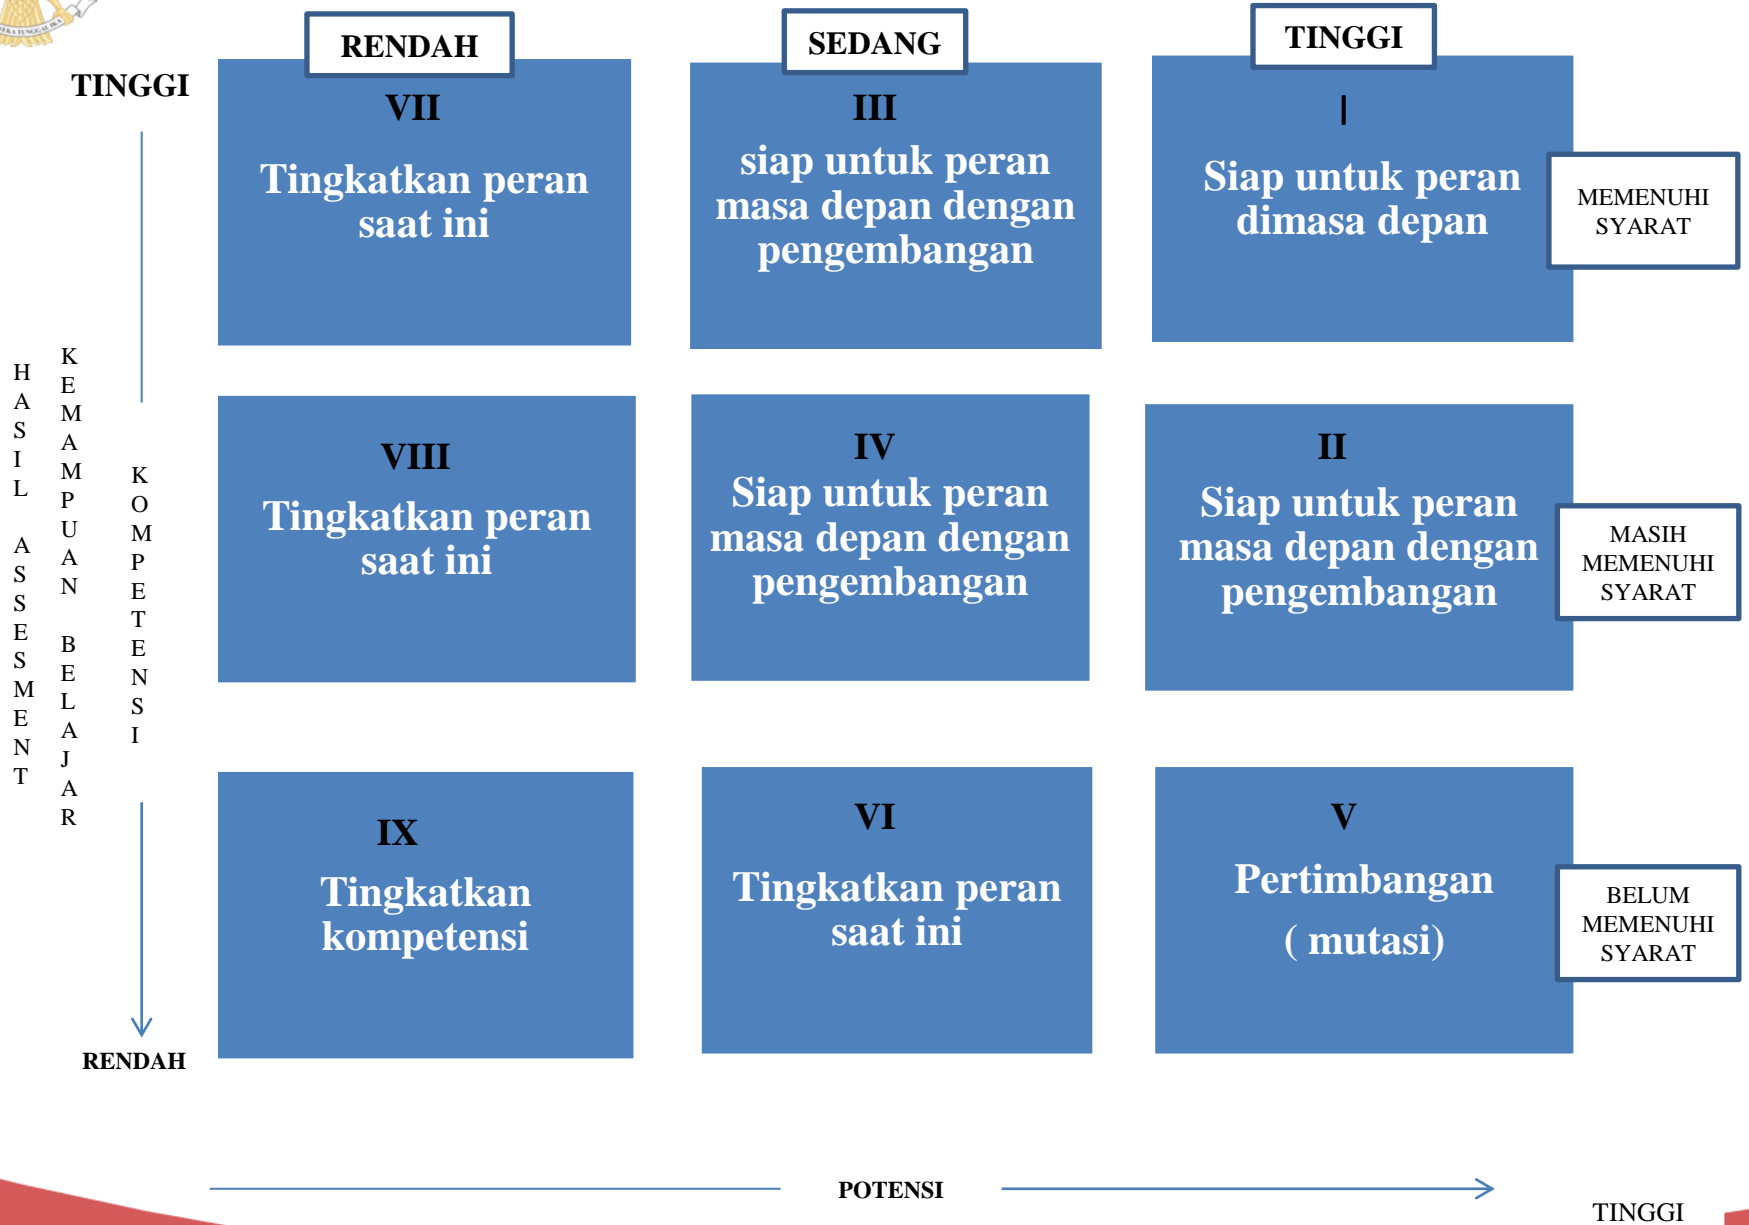 RENDAH
SEDANG
TINGGI
TINGGI
VII
Tingkatkan peran
saat ini
III
siap untuk peran
masa depan dengan
pengembangan
I
Siap untuk peran
dimasa depan
MEMENUHI
SYARAT
HASIL ASSESMENT
KEMAMPUAN BELAJAR
KOMPETENSI
VIII
Tingkatkan peran
saat ini
IV
Siap untuk peran
masa depan dengan
pengembangan
II
Siap untuk peran
masa depan dengan
pengembangan
MASIH
MEMENUHI
SYARAT
IX
Tingkatkan
kompetensi
VI
Tingkatkan peran
saat ini
V
Pertimbangan
( mutasi)
BELUM
MEMENUHI
SYARAT
RENDAH
POTENSI
TINGGI